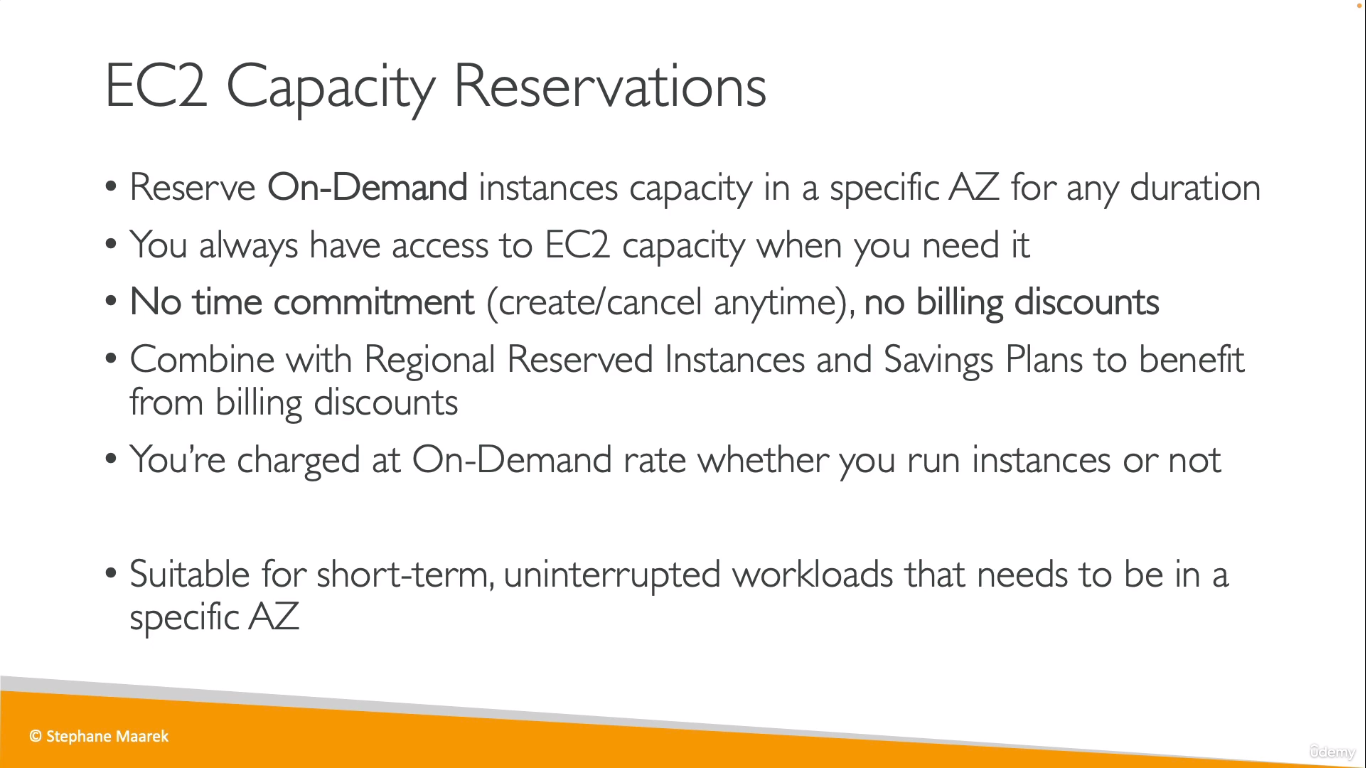 EC2 Capacity Reservations
• Reserve On-Demand instances capacity in a specific AZ for any duration
• You always have access to EC2 capacity when you need it
• No time commitment (create/cancel anytime), no billing discounts
• Combine with Regional Reserved Instances and Savings Plans to benefit
from billing discounts
• You're charged at On-Demand rate whether you run instances or not
• Suitable for short-term, uninterrupted workloads that needs to be in a
specific AZ
© Stephane Maarek
ûdemy